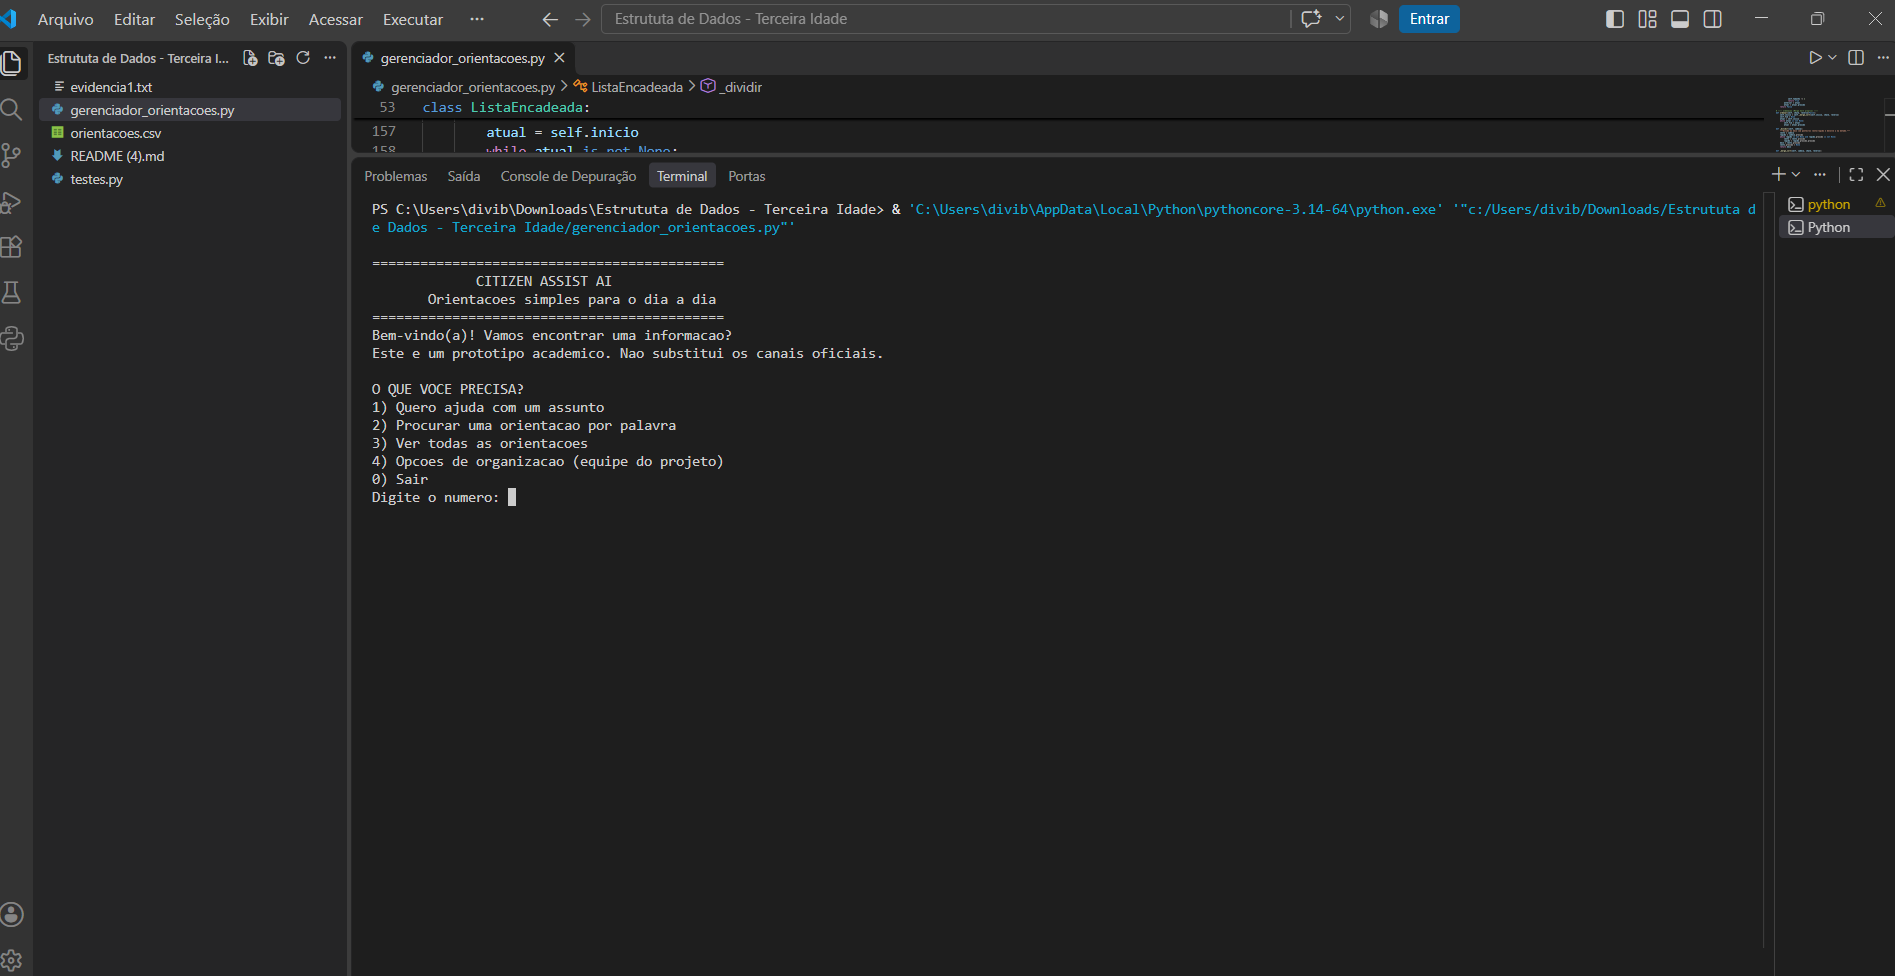 Arquivo Editar Seleção Exibir Acessar Executar ··· Estrututa de Dados - Terceira Idade Entrar
Estrututa de Dados - Terceira I...
evidencia1.txt
gerenciador_orientacoes.py
orientacoes.csv
README (4).md
testes.py
gerenciador_orientacoes.py
gerenciador_orientacoes.py > ListaEncadeada > _dividir
53 class ListaEncadeada:
157 atual = self.inicio
158 while atual is not None:
Problemas Saída Console de Depuração Terminal Portas
PS C:\Users\divib\Downloads\Estrututa de Dados - Terceira Idade> & 'C:\Users\divib\AppData\Local\Python\pythoncore-3.14-64\python.exe' '"c:/Users/divib/Downloads/Estrututa d
e Dados - Terceira Idade/gerenciador_orientacoes.py"'
============================================
CITIZEN ASSIST AI
Orientacoes simples para o dia a dia
============================================
Bem-vindo(a)! Vamos encontrar uma informacao?
Este e um prototipo academico. Nao substitui os canais oficiais.
O QUE VOCE PRECISA?
1) Quero ajuda com um assunto
2) Procurar uma orientacao por palavra
3) Ver todas as orientacoes
4) Opcoes de organizacao (equipe do projeto)
0) Sair
Digite o numero:
python
Python